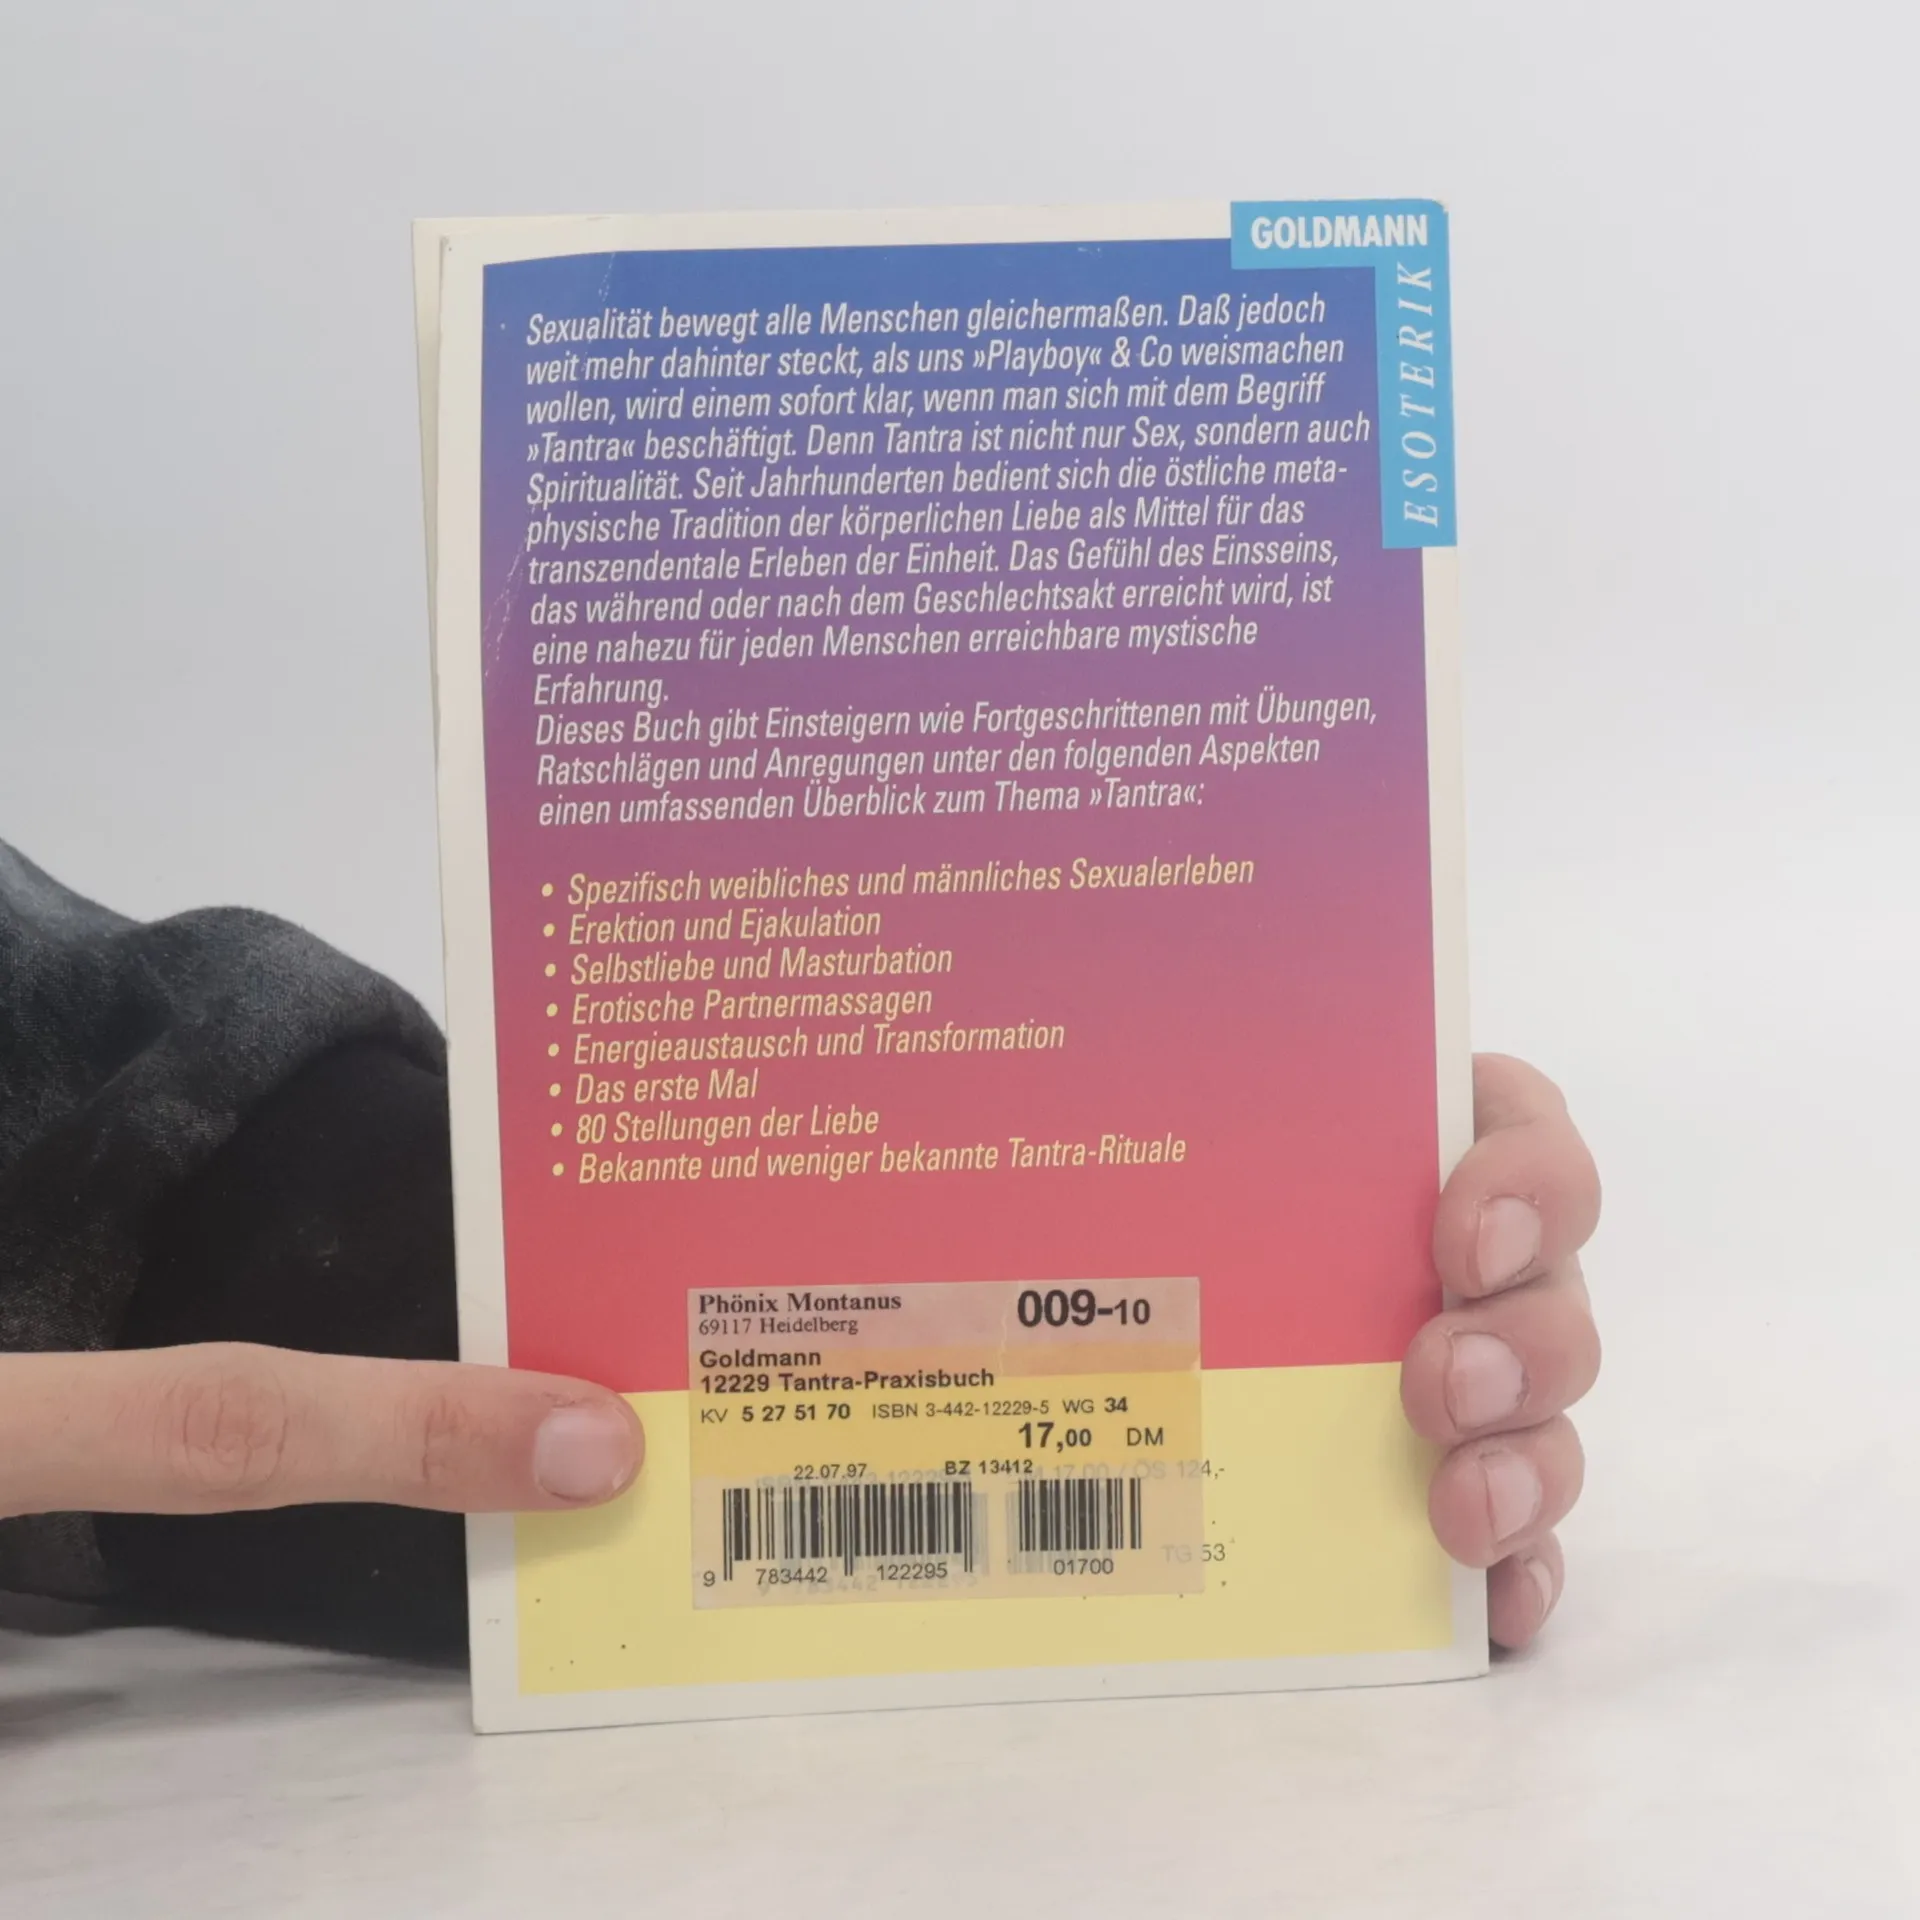 GOLDMANN
ESOTERIK
Sexualität bewegt alle Menschen gleichermaßen. Daß jedoch
weit mehr dahinter steckt, als uns »Playboy« & Co weismachen
wollen, wird einem sofort klar, wenn man sich mit dem Begriff
»Tantra« beschäftigt. Denn Tantra ist nicht nur Sex, sondern auch
Spiritualität. Seit Jahrhunderten bedient sich die östliche meta-
physische Tradition der körperlichen Liebe als Mittel für das
transzendentale Erleben der Einheit. Das Gefühl des Einsseins,
das während oder nach dem Geschlechtsakt erreicht wird, ist
eine nahezu für jeden Menschen erreichbare mystische
Erfahrung.
Dieses Buch gibt Einsteigern wie Fortgeschrittenen mit Übungen,
Ratschlägen und Anregungen unter den folgenden Aspekten
einen umfassenden Überblick zum Thema »Tantra«:
• Spezifisch weibliches und männliches Sexualerleben
• Erektion und Ejakulation
• Selbstliebe und Masturbation
• Erotische Partnermassagen
• Energieaustausch und Transformation
• Das erste Mal
• 80 Stellungen der Liebe
• Bekannte und weniger bekannte Tantra-Rituale
Phönix Montanus 009-10
69117 Heidelberg
Goldmann
12229 Tantra-Praxisbuch
KV 5 27 51 70 ISBN 3-442-12229-5 WG 34
17,00 DM
22.07.97 BZ 13412
17,00 / ÖS 124,-
TG 53
9 783442 122295 01700